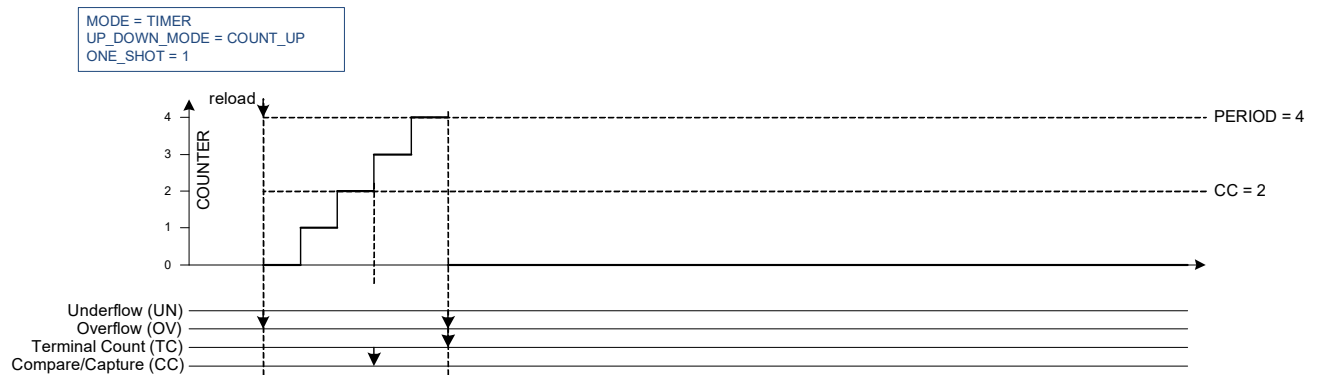 MODE = TIMER
UP_DOWN_MODE = COUNT_UP
ONE_SHOT = 1
reload
4
PERIOD = 4
3
COUNTER
2
CC = 2
1
0
Underflow (UN)
Overflow (OV)
Terminal Count (TC)
Compare/Capture (CC)